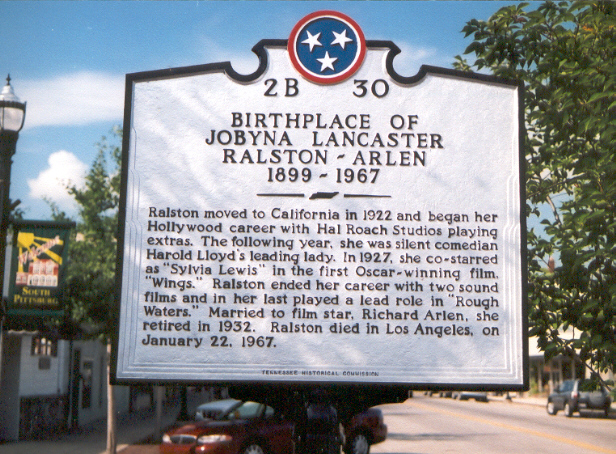 2B 30
BIRTHPLACE OF
JOBYNA LANCASTER
RALSTON - ARLEN
1899 - 1967
Ralston moved to California in 1922 and began her
Hollywood career with Hal Roach Studios playing
extras. The following year, she was silent comedian
Harold Lloyd's leading lady. In 1927, she co-starred
as "Sylvia Lewis" in the first Oscar-winning film,
"Wings." Ralston ended her career with two sound
films and in her last played a lead role in "Rough
Waters." Married to film star, Richard Arlen, she
retired in 1932. Ralston died in Los Angeles, on
January 22, 1967.
TENNESSEE HISTORICAL COMMISSION
SOUTH
PITTSBURG